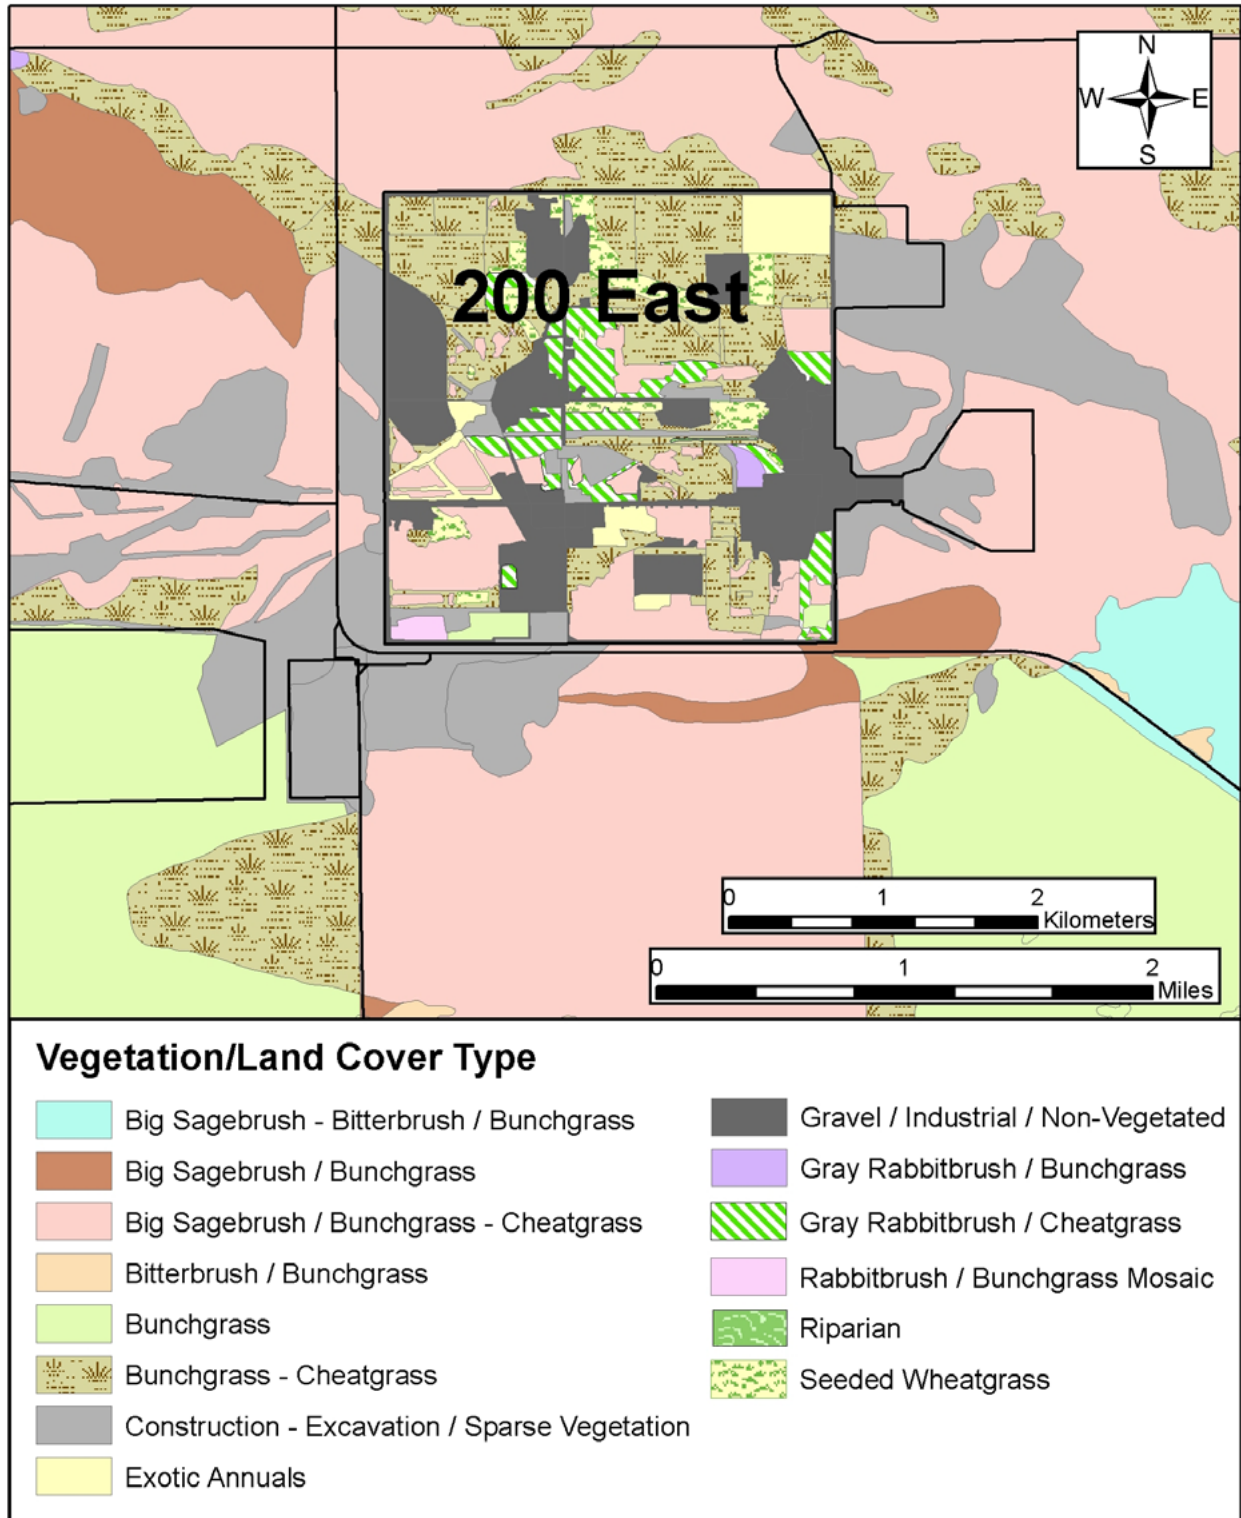 N
W E
S
200 East
0 1 2
Kilometers
0 1 2
Miles
Vegetation/Land Cover Type
Big Sagebrush - Bitterbrush / Bunchgrass
Big Sagebrush / Bunchgrass
Big Sagebrush / Bunchgrass - Cheatgrass
Bitterbrush / Bunchgrass
Bunchgrass
Bunchgrass - Cheatgrass
Construction - Excavation / Sparse Vegetation
Exotic Annuals
Gravel / Industrial / Non-Vegetated
Gray Rabbitbrush / Bunchgrass
Gray Rabbitbrush / Cheatgrass
Rabbitbrush / Bunchgrass Mosaic
Riparian
Seeded Wheatgrass